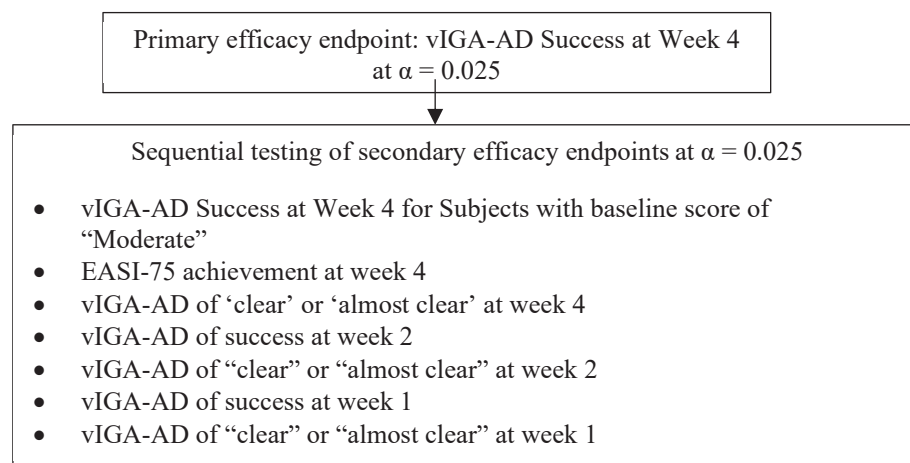 Primary efficacy endpoint: vIGA-AD Success at Week 4
at α = 0.025
Sequential testing of secondary efficacy endpoints at α = 0.025
• vIGA-AD Success at Week 4 for Subjects with baseline score of
“Moderate”
• EASI-75 achievement at week 4
• vIGA-AD of ‘clear’ or ‘almost clear’ at week 4
• vIGA-AD of success at week 2
• vIGA-AD of “clear” or “almost clear” at week 2
• vIGA-AD of success at week 1
• vIGA-AD of “clear” or “almost clear” at week 1